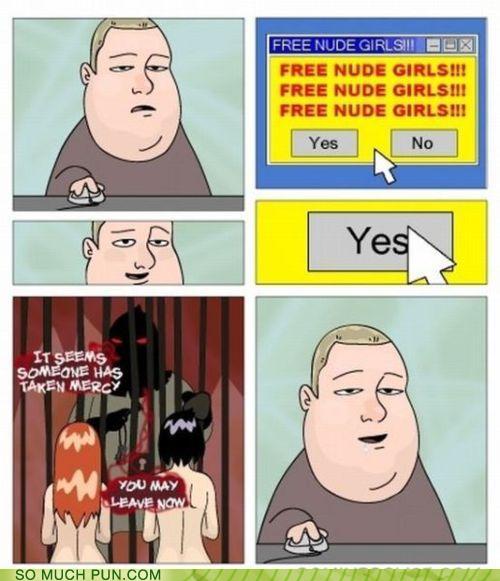 FREE NUDE GIRLS!!!
FREE NUDE GIRLS!!!
FREE NUDE GIRLS!!!
FREE NUDE GIRLS!!!
Yes
No
Yes
IT SEEMS
SOMEONE HAS
TAKEN MERCY
YOU MAY
LEAVE NOW
SO MUCH PUN.COM